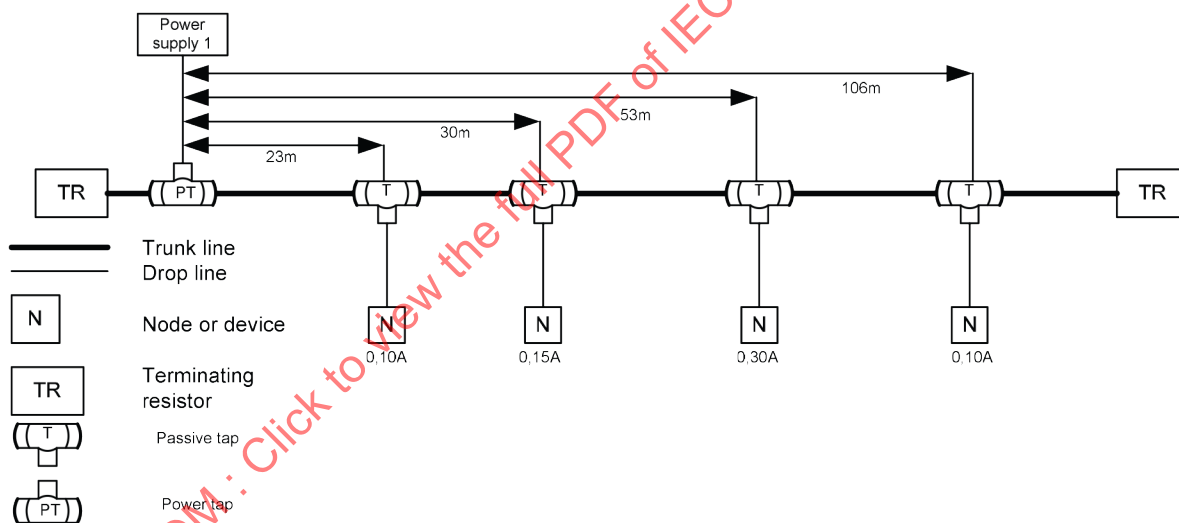 Power
supply 1
106m
53m
30m
23m
TR
PT
T
T
T
T
TR
Trunk line
Drop line
N
Node or device
N
N
N
N
0,10A
0,15A
0,30A
0,10A
TR
Terminating
resistor
T
Passive tap
PT
Power tap
OM : Click to view the full PDF of IEC